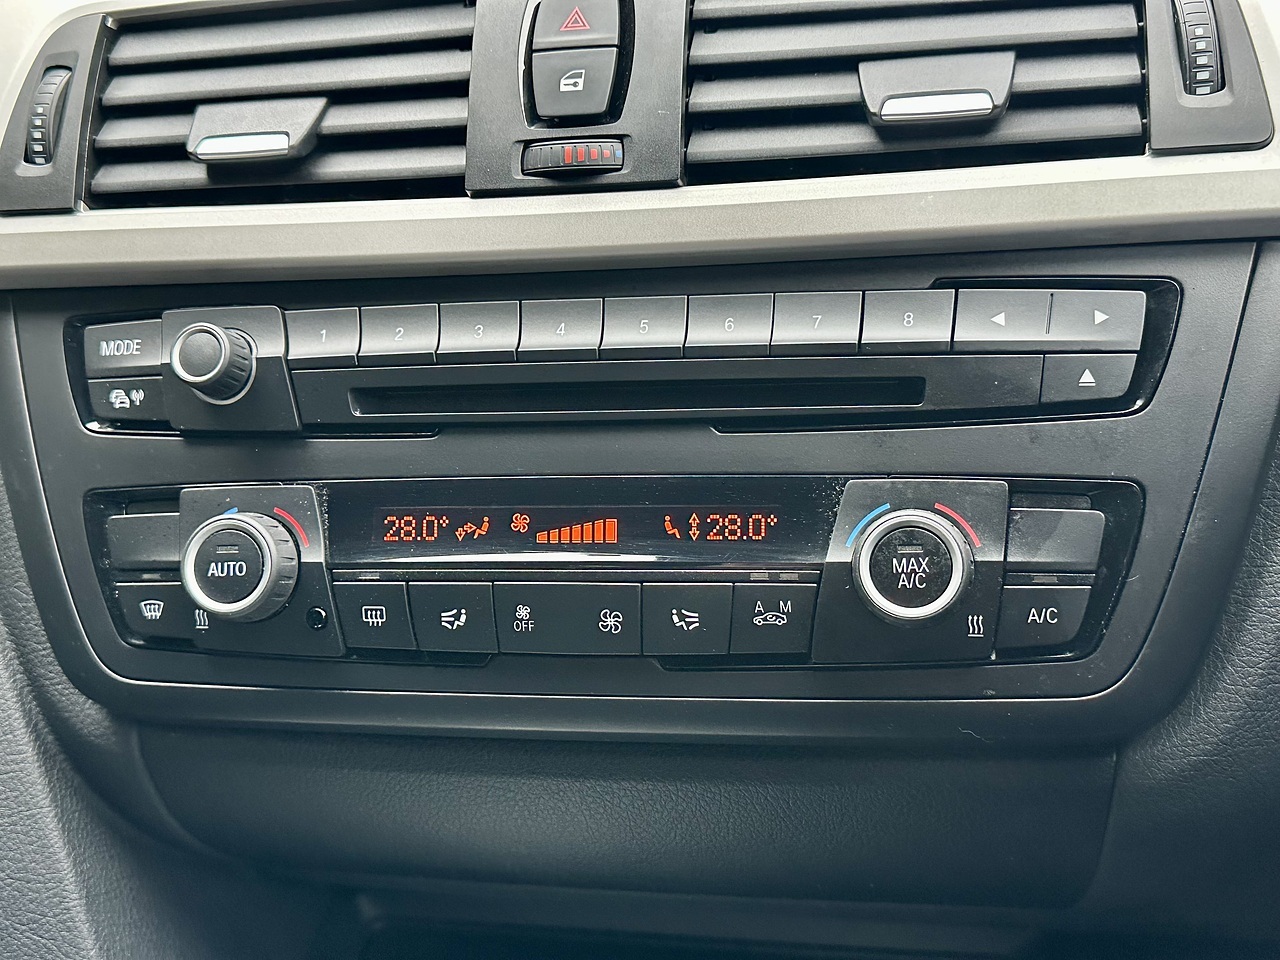 MODE
1 2 3 4 5 6 7 8
28.0° 28.0°
AUTO
MAX
A/C
OFF
A M
A/C